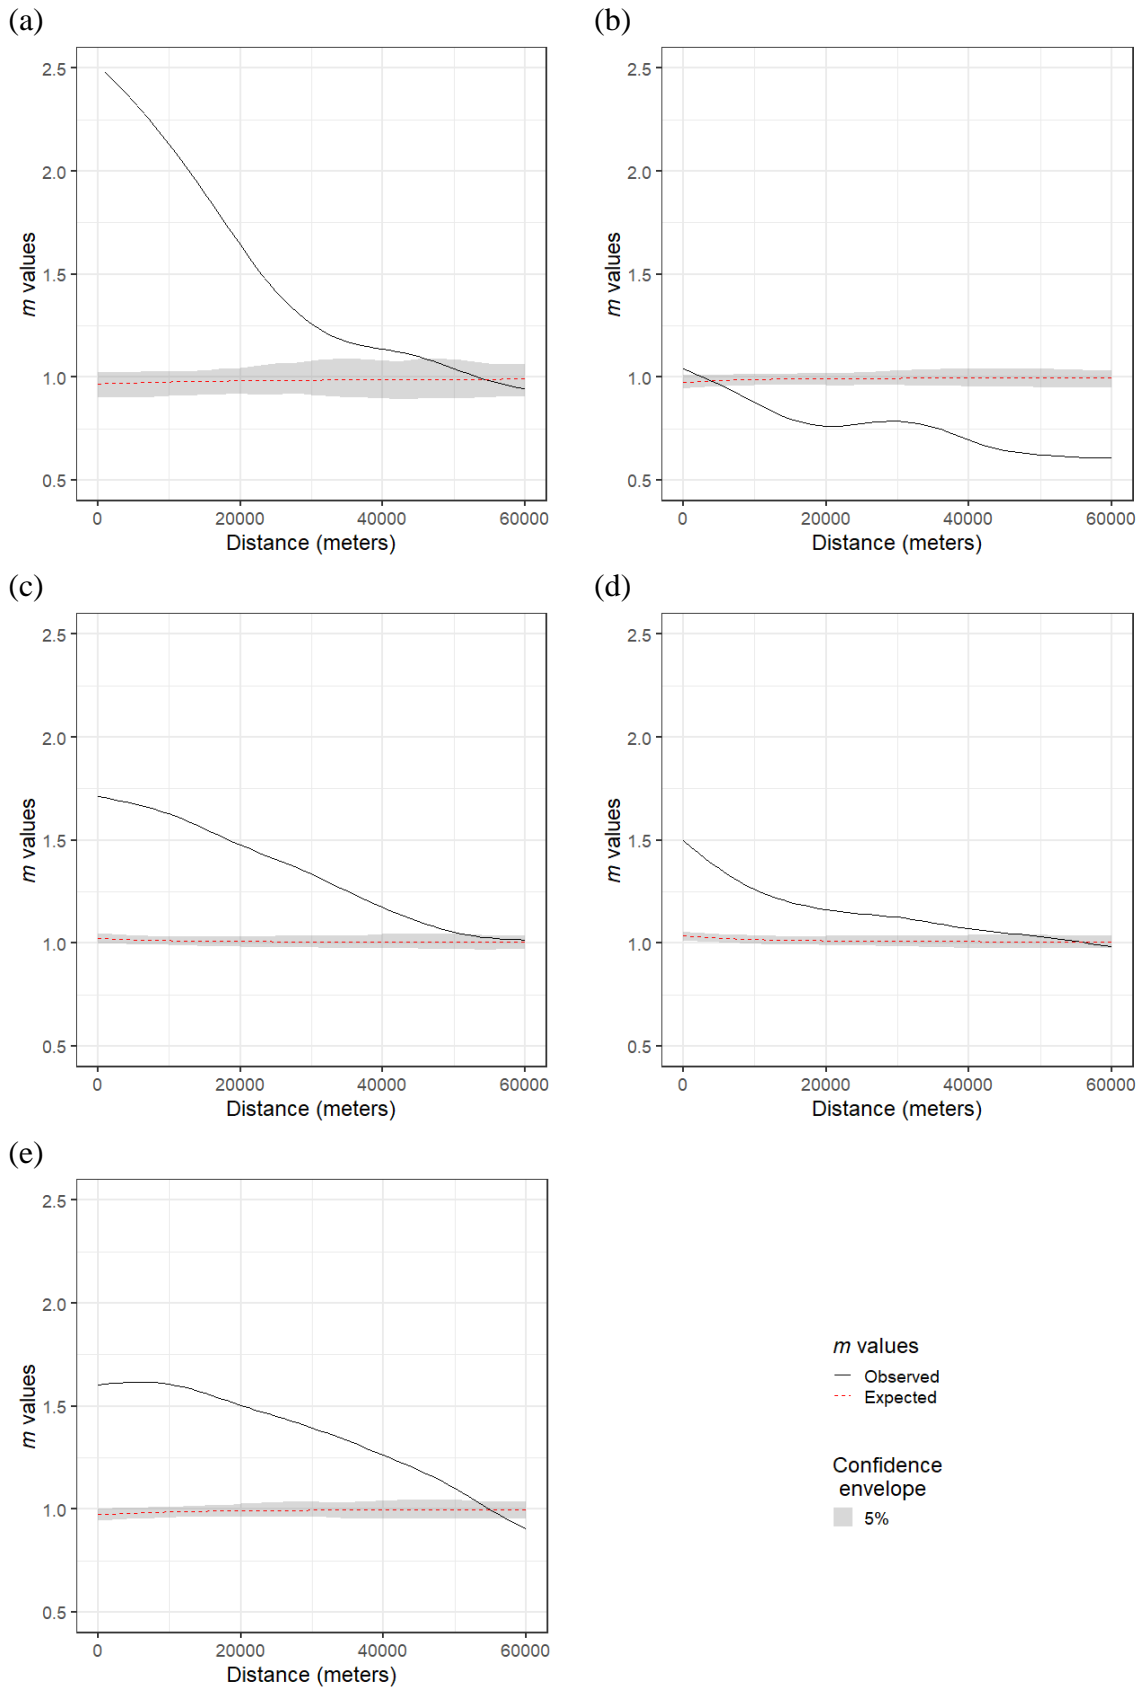 (a)
(b)
2.5
2.0
1.5
1.0
0.5
m values
0 20000 40000 60000
Distance (meters)
2.5
2.0
1.5
1.0
0.5
m values
0 20000 40000 60000
Distance (meters)
(c)
(d)
2.5
2.0
1.5
1.0
0.5
m values
0 20000 40000 60000
Distance (meters)
2.5
2.0
1.5
1.0
0.5
m values
0 20000 40000 60000
Distance (meters)
(e)
2.5
2.0
1.5
1.0
0.5
m values
0 20000 40000 60000
Distance (meters)
m values
Observed
Expected
Confidence
envelope
5%